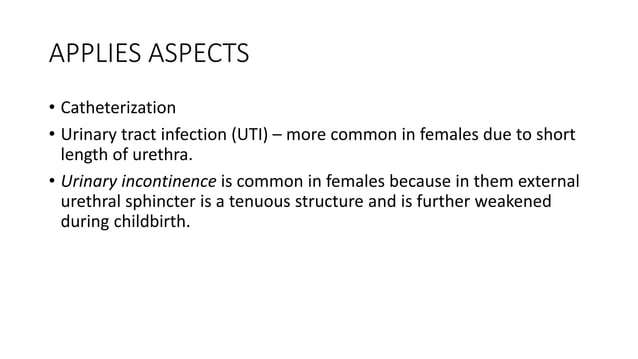 APPLIES ASPECTS
• Catheterization
• Urinary tract infection (UTI) – more common in females due to short
length of urethra.
• Urinary incontinence is common in females because in them external
urethral sphincter is a tenuous structure and is further weakened
during childbirth.